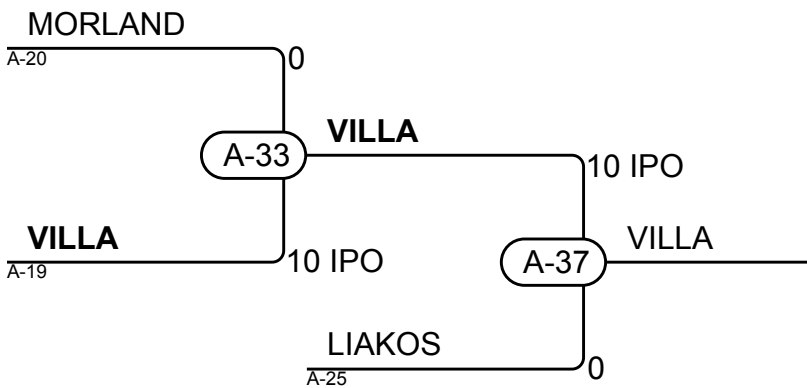 MORLAND
A-20
0
A-33
VILLA
10 IPO
VILLA
A-19
10 IPO
A-37
VILLA
LIAKOS
A-25
0